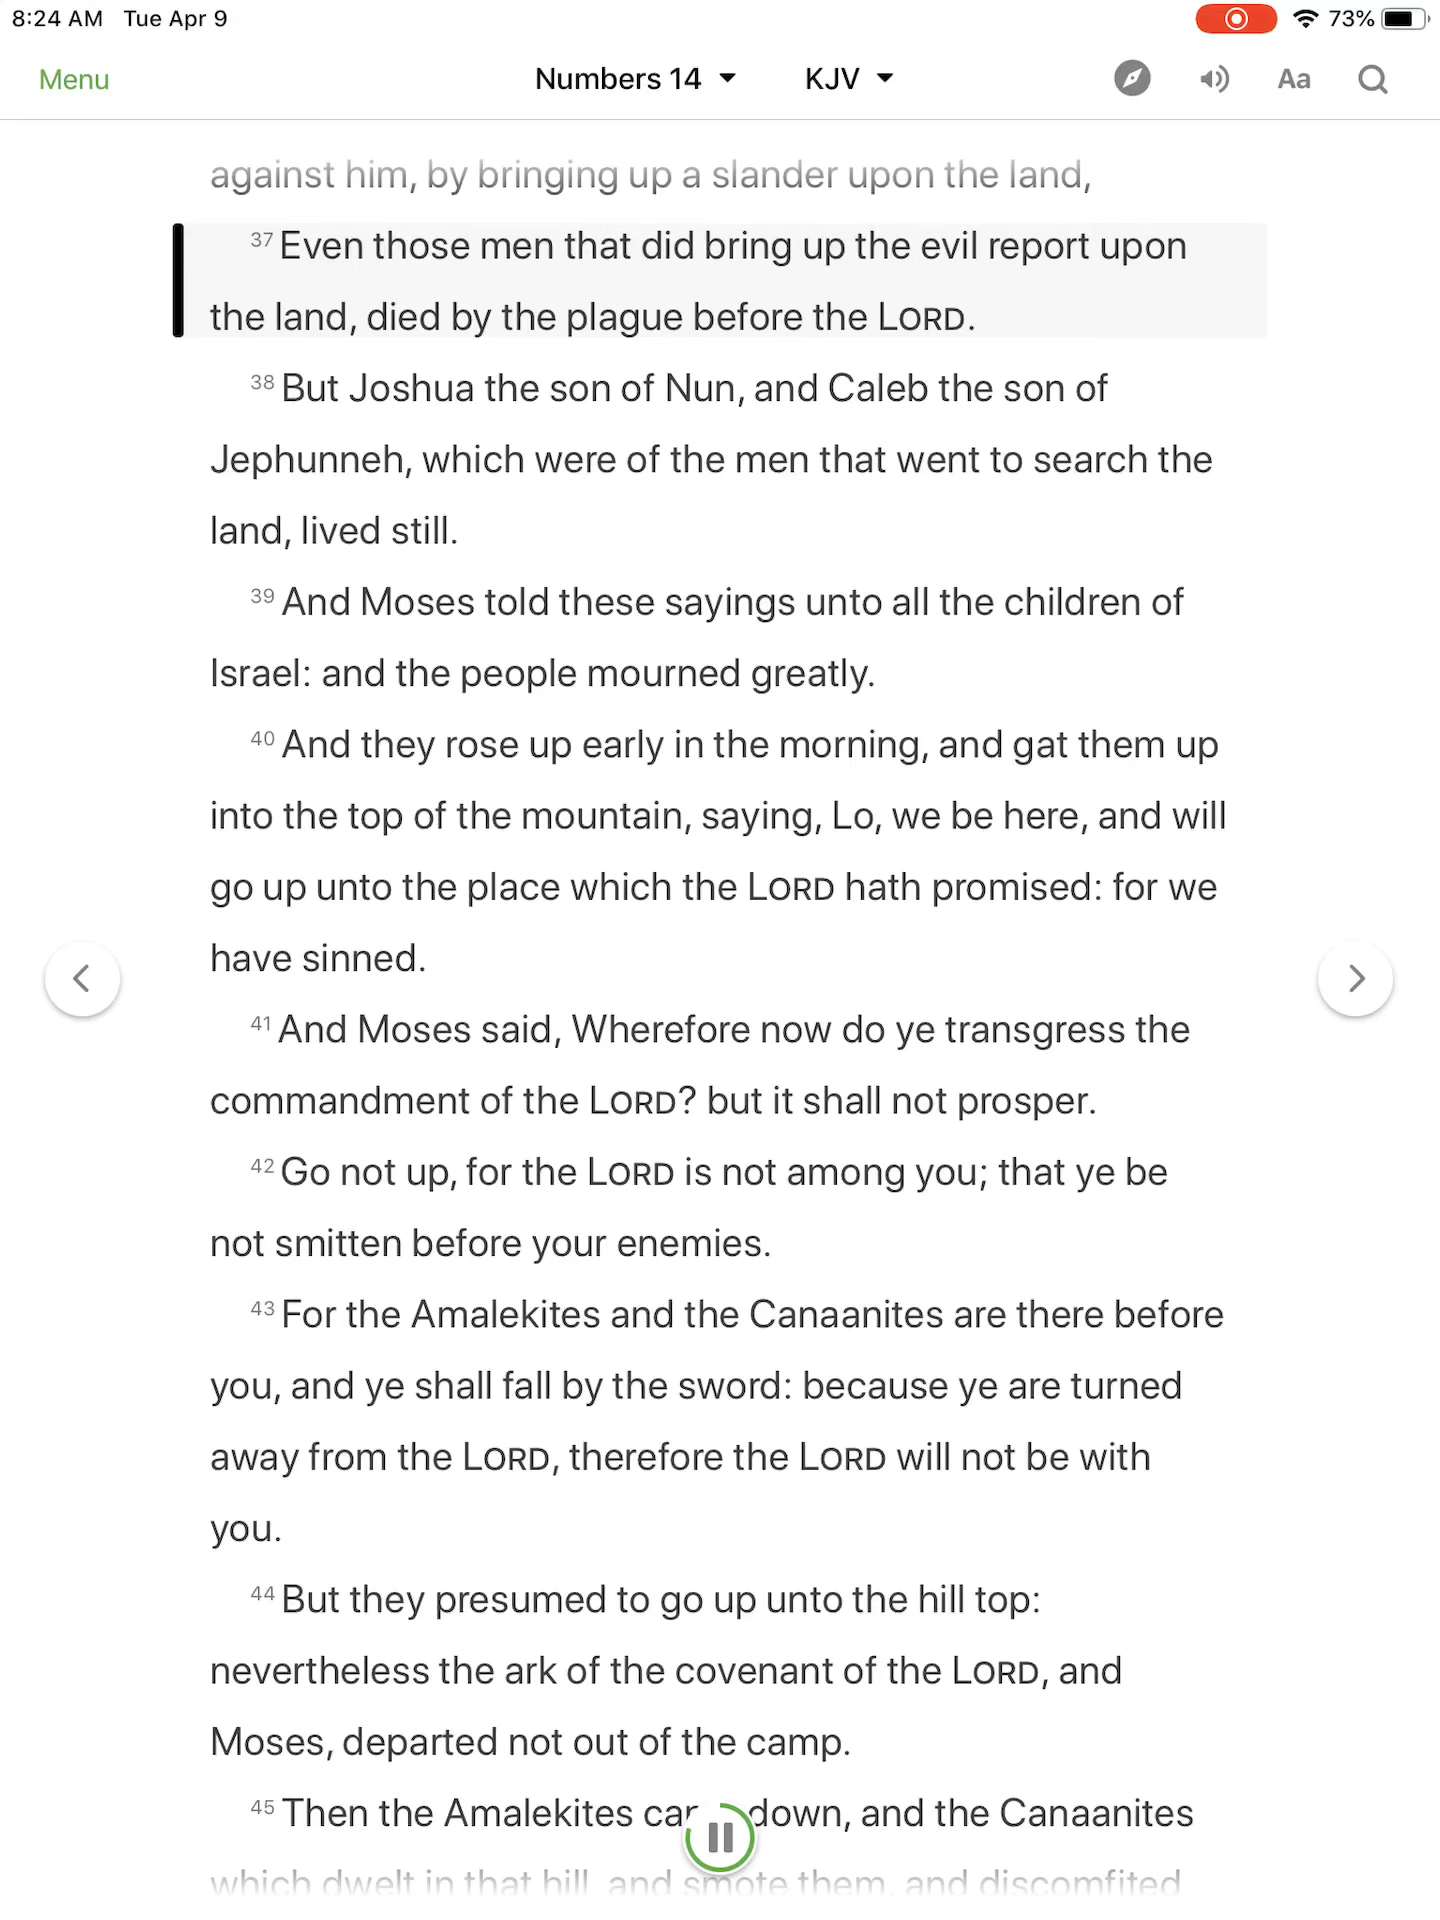 8:24 AM Tue Apr 9 73%
Menu Numbers 14 KJV Aa
against him, by bringing up a slander upon the land,
37 Even those men that did bring up the evil report upon
the land, died by the plague before the LORD.
38 But Joshua the son of Nun, and Caleb the son of
Jephunneh, which were of the men that went to search the
land, lived still.
39 And Moses told these sayings unto all the children of
Israel: and the people mourned greatly.
40 And they rose up early in the morning, and gat them up
into the top of the mountain, saying, Lo, we be here, and will
go up unto the place which the LORD hath promised: for we
have sinned.
41 And Moses said, Wherefore now do ye transgress the
commandment of the LORD? but it shall not prosper.
42 Go not up, for the LORD is not among you; that ye be
not smitten before your enemies.
43 For the Amalekites and the Canaanites are there before
you, and ye shall fall by the sword: because ye are turned
away from the LORD, therefore the LORD will not be with
you.
44 But they presumed to go up unto the hill top:
nevertheless the ark of the covenant of the LORD, and
Moses, departed not out of the camp.
45 Then the Amalekites down, and the Canaanites
which dwelt in that hill, and smote them, and discomfited